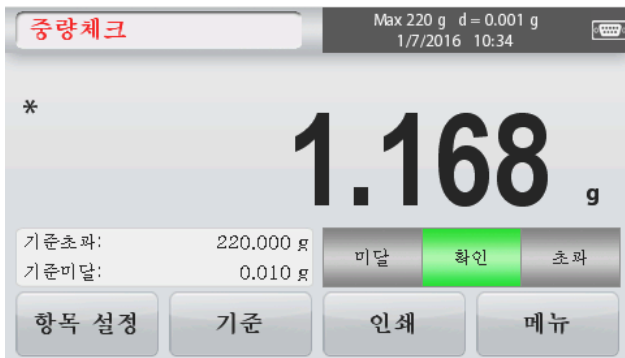 중량체크
Max 220 g d = 0.001 g
1/7/2016 10:34
*
1.168 g
기준초과: 220.000 g
기준미달: 0.010 g
미달 확인 초과
항목 설정 기준 인쇄 메뉴